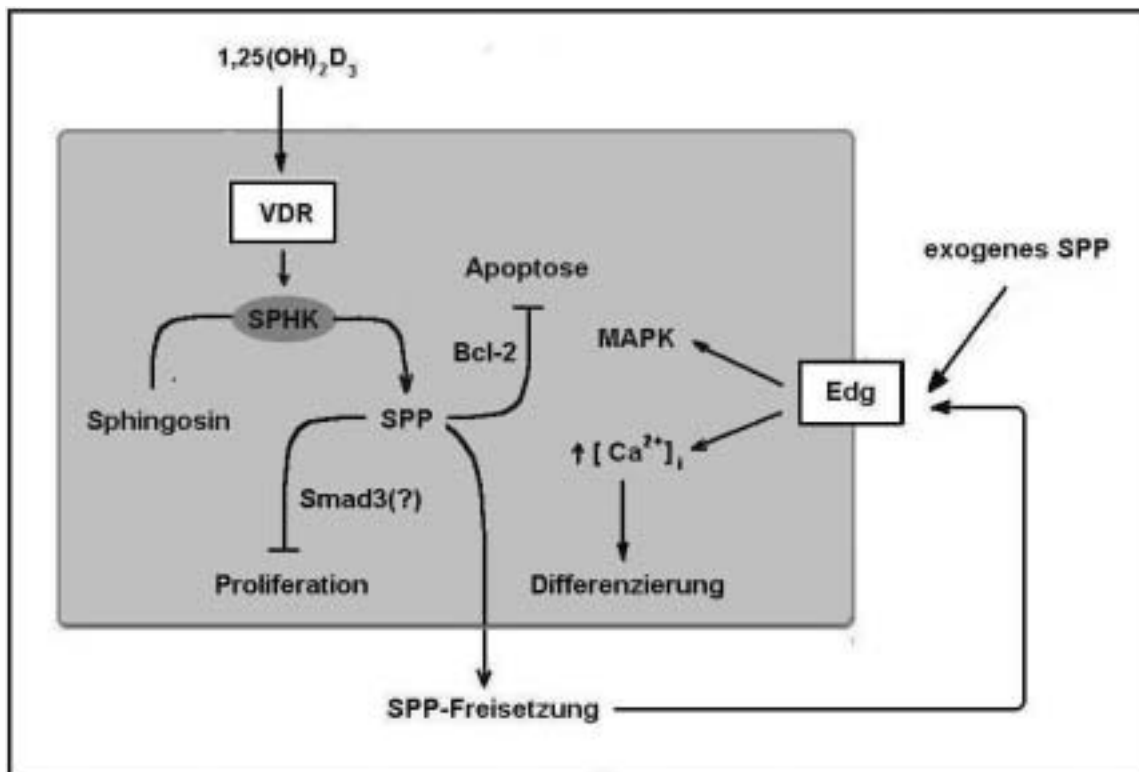 1,25(OH)₂D₃
VDR
exogenes SPP
Apoptose
SPHK
MAPK
Bcl-2
Edg
Sphingosin
SPP
↑ [ Ca²⁺]ᵢ
Smad3(?)
Proliferation
Differenzierung
SPP-Freisetzung